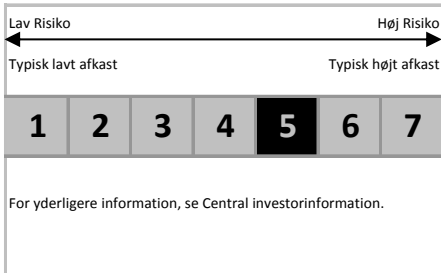 Lav Risiko Høj Risiko
Typisk lavt afkast Typisk højt afkast
1 2 3 4 5 6 7
For yderligere information, se Central investorinformation.